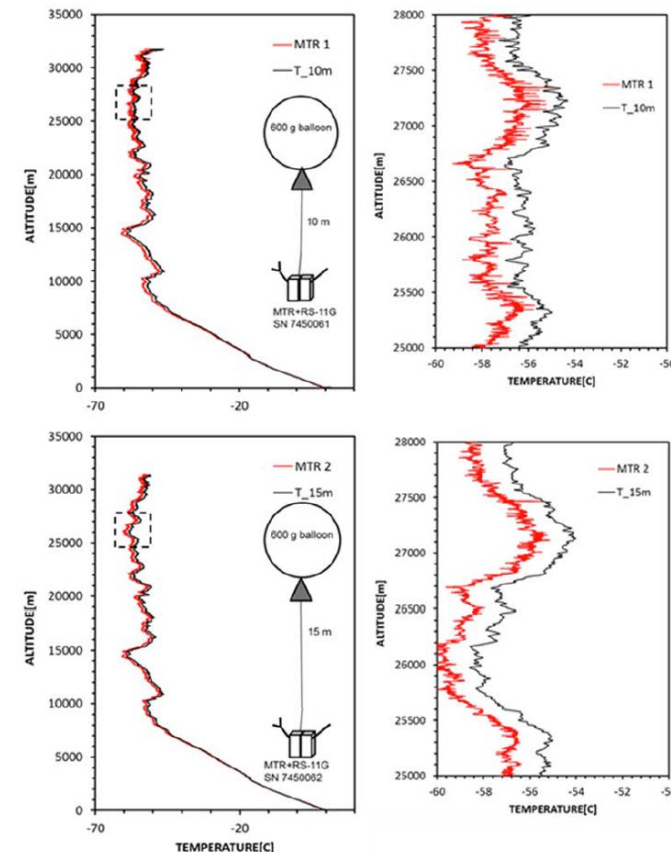 35000
30000
25000
20000
15000
10000
5000
0
ALTITUDE[m]
-70
-20
MTR 1
T_10m
600 g balloon
10 m
MTR+RS-11G
SN 7450061
28000
27500
27000
26500
26000
25500
25000
ALTITUDE[m]
-60
-58
-56
-54
-52
-50
TEMPERATURE[C]
MTR 1
T_10m
35000
30000
25000
20000
15000
10000
5000
0
ALTITUDE[m]
-70
-20
TEMPERATURE[C]
MTR 2
T_15m
600 g balloon
15 m
MTR+RS-11G
SN 7450062
28000
27500
27000
26500
26000
25500
25000
ALTITUDE[m]
-60
-58
-56
-54
-52
TEMPERATURE[C]
MTR 2
T_15m